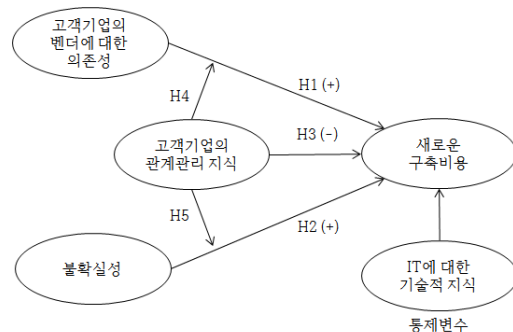 고객기업의
벤더에 대한
의존성
H1 (+)
H4
고객기업의
관계관리 지식
H3 (-)
새로운
구축비용
H5
H2 (+)
불확실성
IT에 대한
기술적 지식
통제변수